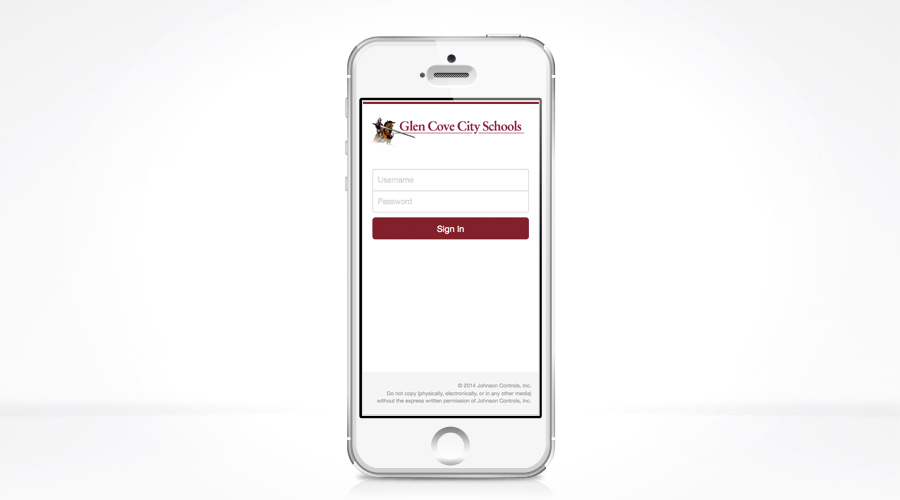 Glen Cove City Schools
Username
Password
Sign In
© 2014 Johnson Controls, Inc.
Do not copy (physically, electronically, or in any other media)
without the express written permission of Johnson Controls, Inc.